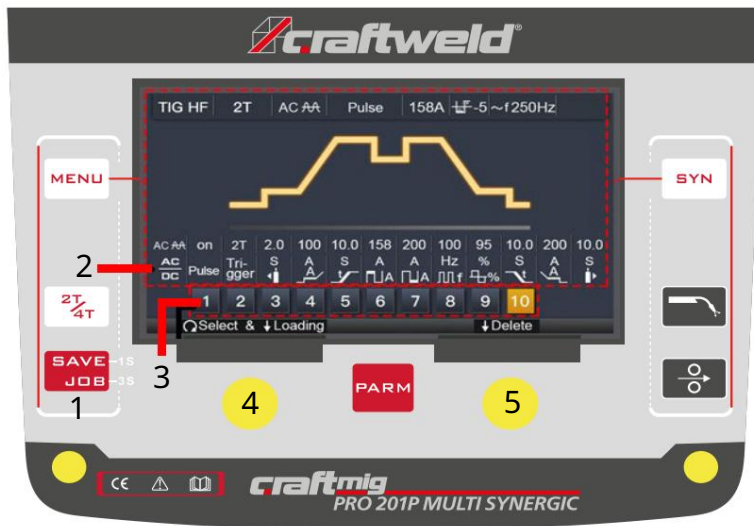 craftweld®
TIG HF 2T AC Pulse 158A -5 ~f250Hz
MENU
SYN
AC on 2T 2.0 100 10.0 158 200 100 95 10.0 200 10.0
2 AC/DC Pulse Tri-gger S A S A A Hz % S A S
A A A f % A
2T/4T
1 2 3 4 5 6 7 8 9 10
Select & ↓Loading ↓Delete
SAVE -1S
JOB -3S
1
3
4
PARM
5
CE
craftmig
PRO 201P MULTI SYNERGIC